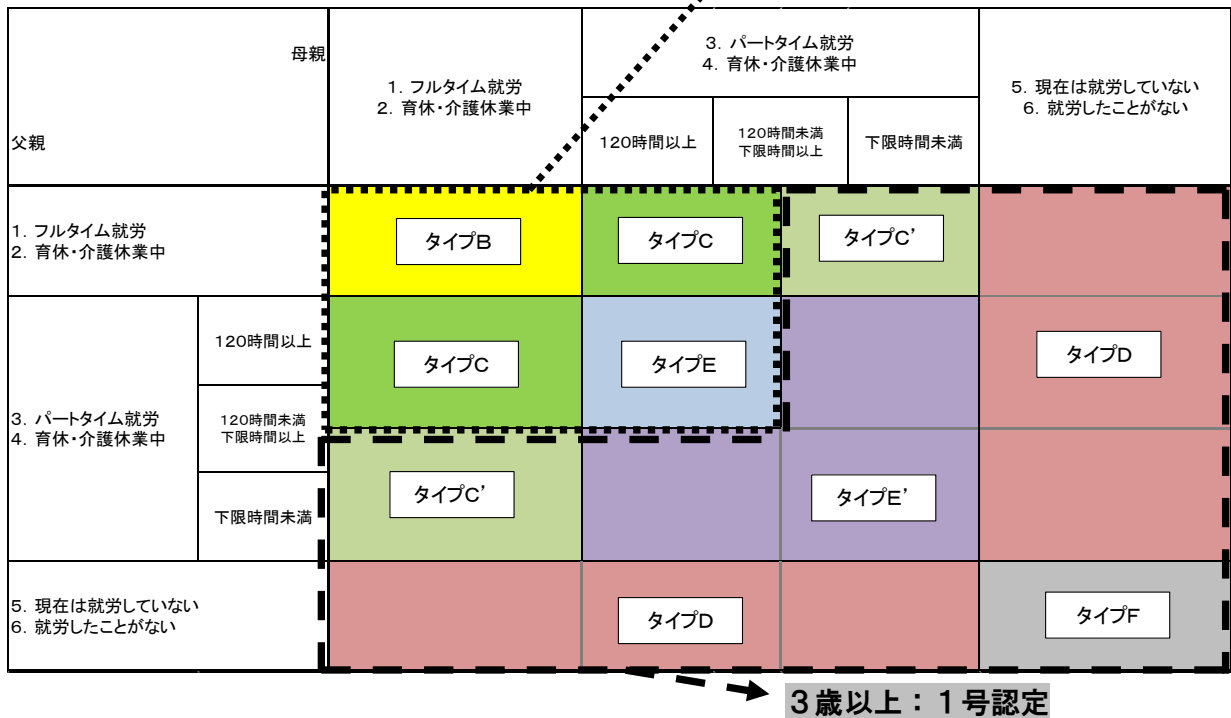 母親
父親
1. フルタイム就労
2. 育休・介護休業中
3. パートタイム就労
4. 育休・介護休業中
120時間以上
120時間未満
下限時間以上
下限時間未満
5. 現在は就労していない
6. 就労したことがない
1. フルタイム就労
2. 育休・介護休業中
タイプB
タイプC
タイプC'
3. パートタイム就労
4. 育休・介護休業中
120時間以上
120時間未満
下限時間以上
下限時間未満
タイプC
タイプE
タイプD
タイプC'
タイプE'
5. 現在は就労していない
6. 就労したことがない
タイプD
タイプF
3歳以上：1号認定